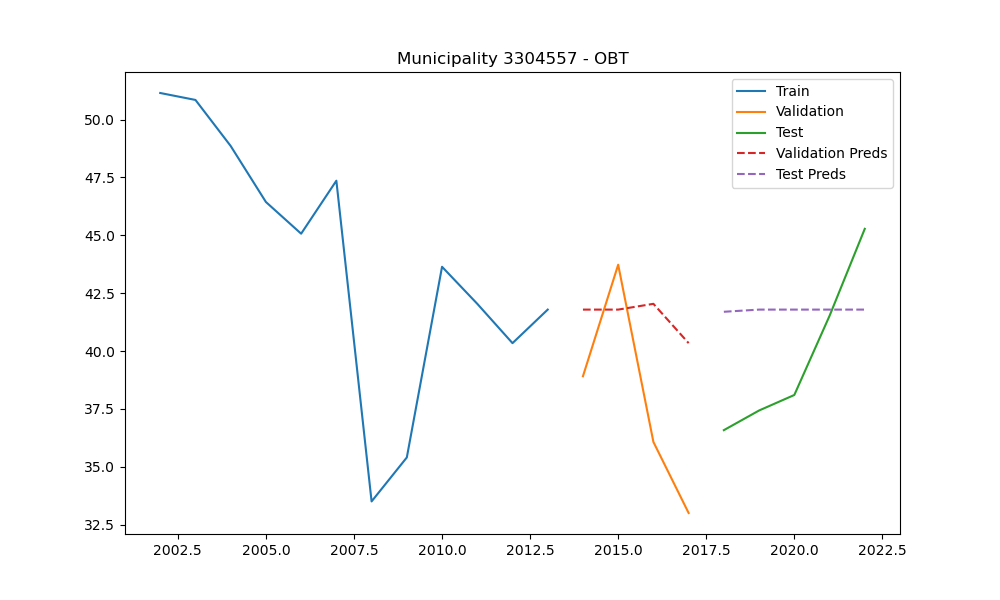 Municipality 3304557 - OBT
Train
Validation
Test
Validation Preds
Test Preds
50.0
47.5
45.0
42.5
40.0
37.5
35.0
32.5
2002.5 2005.0 2007.5 2010.0 2012.5 2015.0 2017.5 2020.0 2022.5